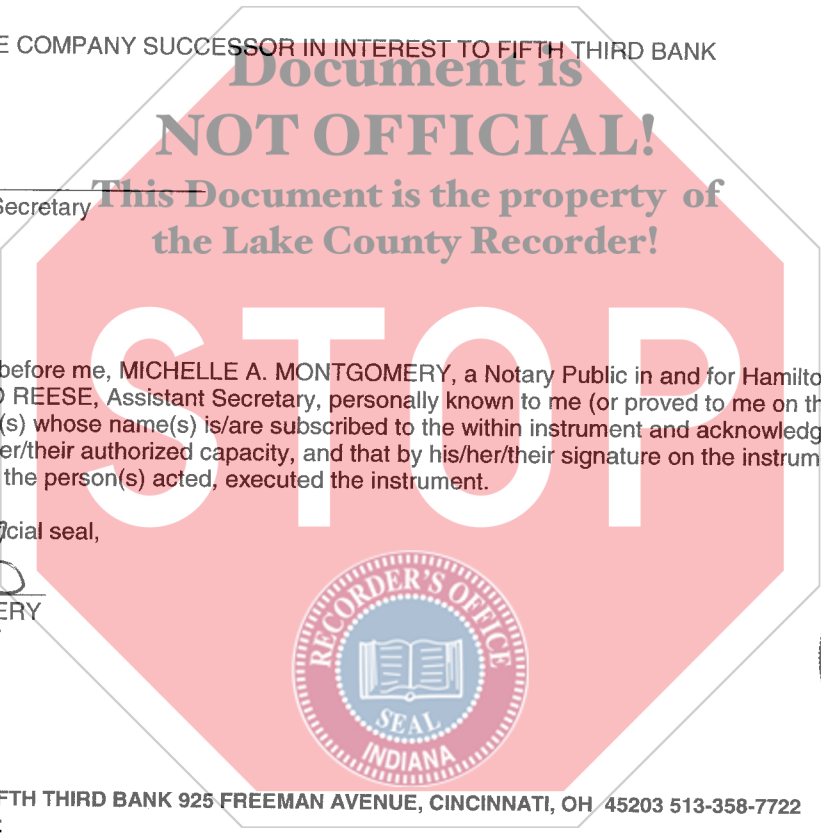 E COMPANY SUCCESSOR IN INTEREST TO FIFTH THIRD BANK
Document is
NOT OFFICIAL!
This Document is the property of
Secretary
the Lake County Recorder!
STOP
before me, MICHELLE A. MONTGOMERY, a Notary Public in and for Hamilto
REESE, Assistant Secretary, personally known to me (or proved to me on th
(s) whose name(s) is/are subscribed to the within instrument and acknowledg
er/their authorized capacity, and that by his/her/their signature on the instrum
the person(s) acted, executed the instrument.
icial seal,
ERY
RECORDER'S OFFICE
SEAL
INDIANA
FTH THIRD BANK 925 FREEMAN AVENUE, CINCINNATI, OH 45203 513-358-7722